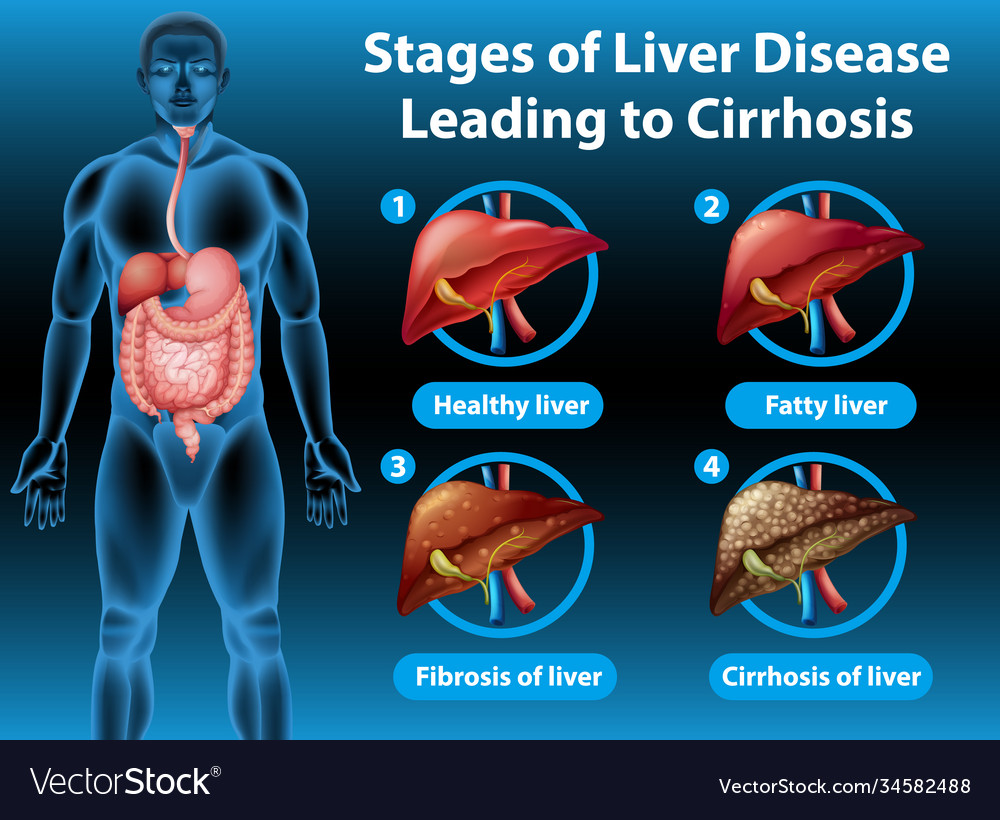 Stages of Liver Disease
Leading to Cirrhosis
1
2
Healthy liver
Fatty liver
3
4
Fibrosis of liver
Cirrhosis of liver
VectorStock®
VectorStock.com/34582488